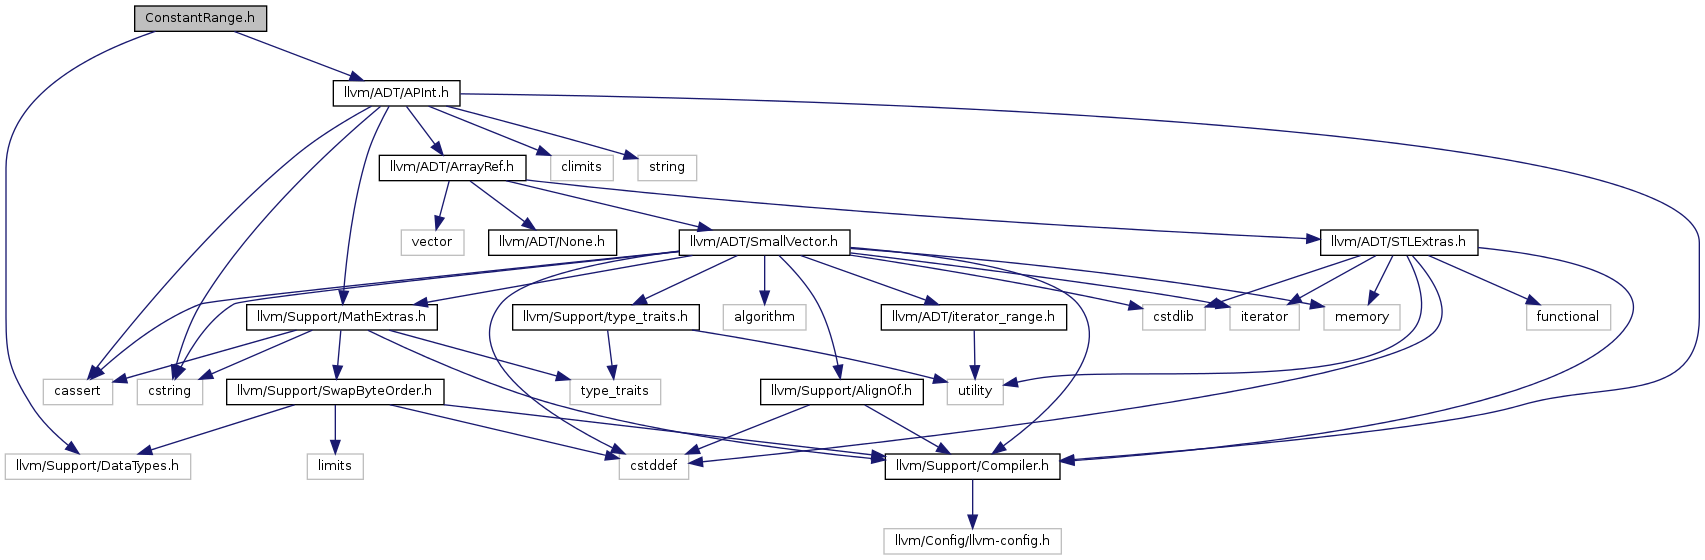 ConstantRange.h
llvm/ADT/APInt.h
llvm/ADT/ArrayRef.h
climits
string
vector
llvm/ADT/None.h
llvm/ADT/SmallVector.h
llvm/ADT/STLExtras.h
llvm/Support/MathExtras.h
llvm/Support/type_traits.h
algorithm
llvm/ADT/iterator_range.h
cstdlib
iterator
memory
functional
cassert
cstring
llvm/Support/SwapByteOrder.h
type_traits
llvm/Support/AlignOf.h
utility
llvm/Support/DataTypes.h
limits
cstddef
llvm/Support/Compiler.h
llvm/Config/llvm-config.h